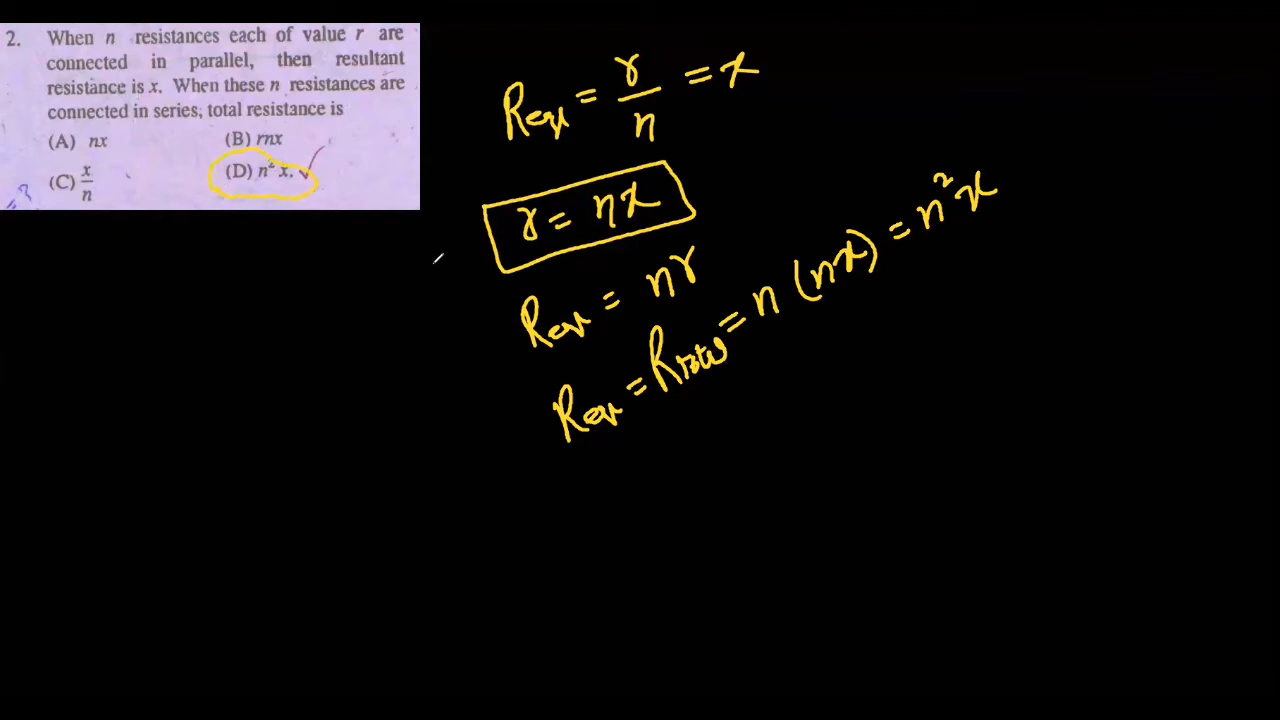 2. When n resistances each of value r are
connected in parallel, then resultant
resistance is x. When these n resistances are
connected in series, total resistance is
(A) nx (B) rnx
(C) x/n (D) n² x.
Req = r/n = x
r = nx
Req = nr
Req = = n (nx) = n²x